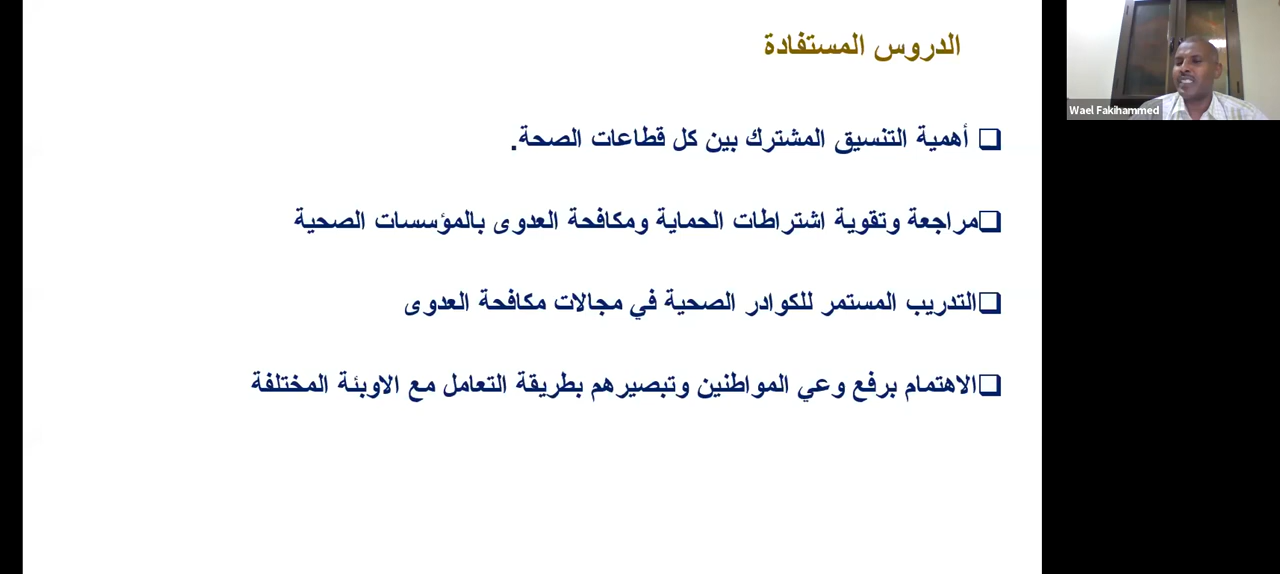 الدروس المستفادة
Wael Fakihammed
❑ أهمية التنسيق المشترك بين كل قطاعات الصحة.
❑مراجعة وتقوية اشتراطات الحماية ومكافحة العدوى بالمؤسسات الصحية
❑التدريب المستمر للكوادر الصحية في مجالات مكافحة العدوى
❑الاهتمام برفع وعي المواطنين وتبصيرهم بطريقة التعامل مع الاوبئة المختلفة